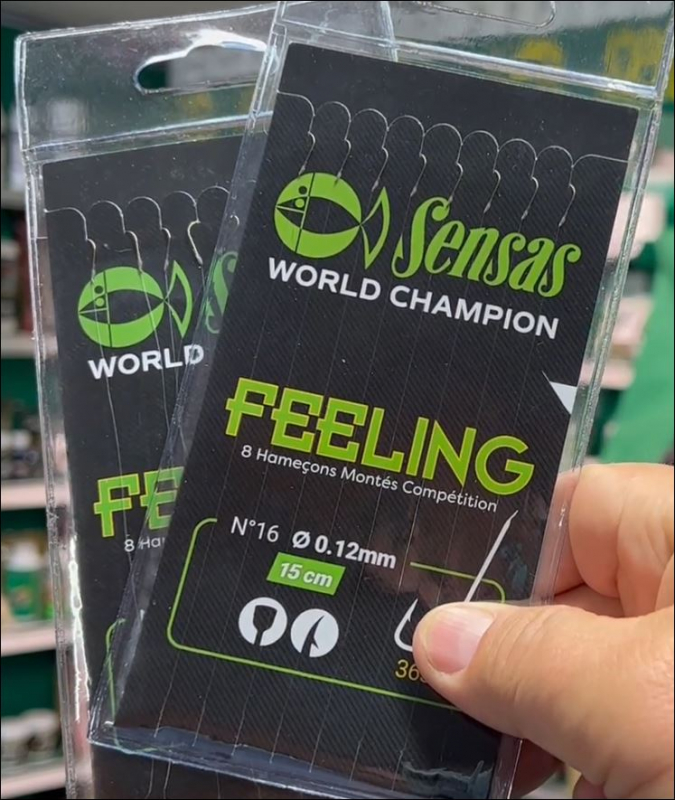 Sensas
WORLD CHAMPION
FEELING
8 Hameçons Montés Compétition
N°16 Ø 0.12mm
15 cm
WORLD